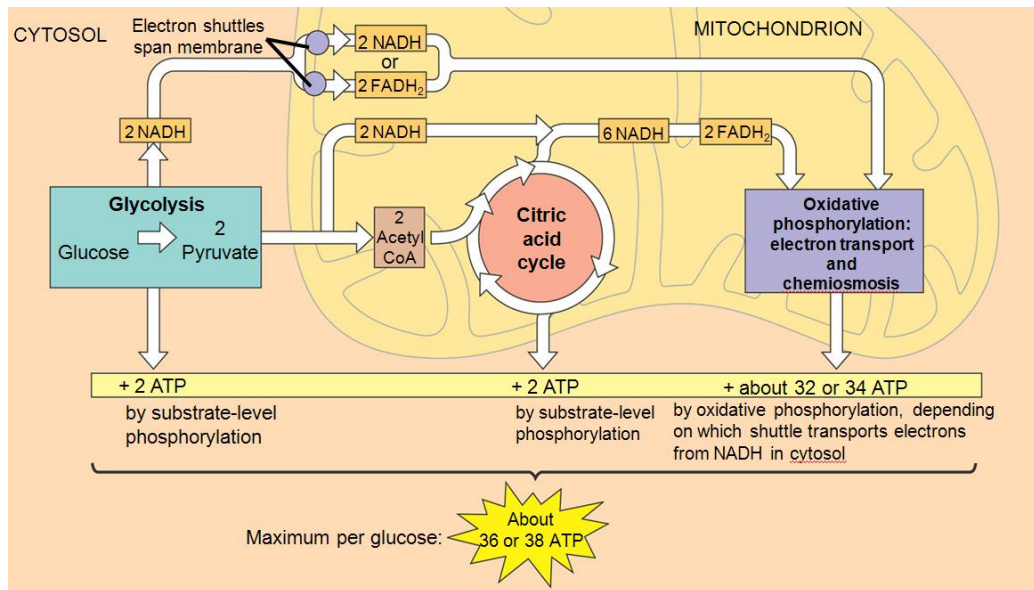 CYTOSOL
Electron shuttles
span membrane
MITOCHONDRION
2 NADH
or
2 FADH₂
2 NADH
2 NADH
6 NADH
2 FADH₂
Glycolysis
Glucose
2
Pyruvate
2
Acetyl
CoA
Citric
acid
cycle
Oxidative
phosphorylation:
electron transport
and
chemiosmosis
+ 2 ATP
+ 2 ATP
+ about 32 or 34 ATP
by substrate-level
phosphorylation
by substrate-level
phosphorylation
by oxidative phosphorylation, depending
on which shuttle transports electrons
from NADH in cytosol
Maximum per glucose:
About
36 or 38 ATP